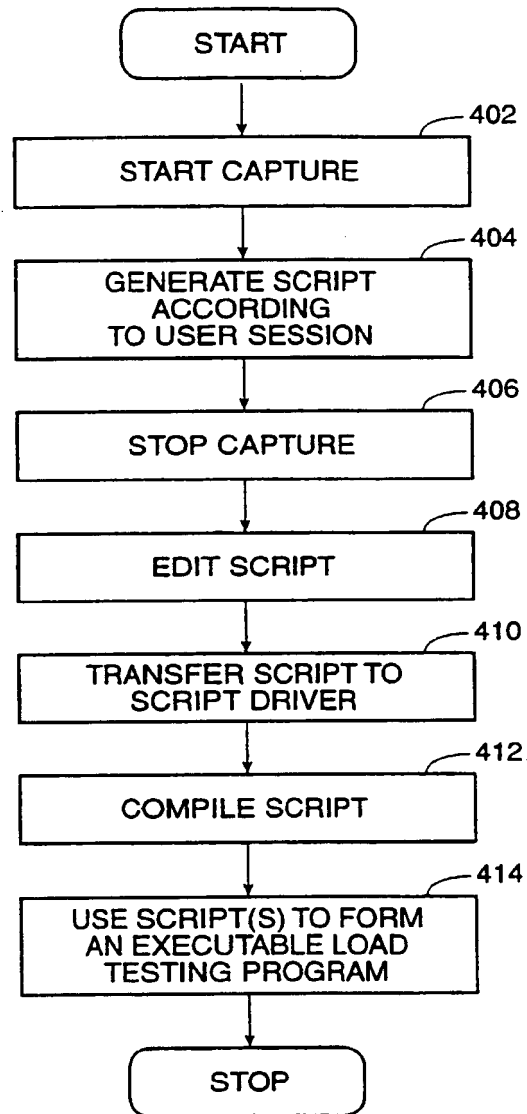 START
402
START CAPTURE
404
GENERATE SCRIPT
ACCORDING
TO USER SESSION
406
STOP CAPTURE
408
EDIT SCRIPT
410
TRANSFER SCRIPT TO
SCRIPT DRIVER
412
COMPILE SCRIPT
414
USE SCRIPT(S) TO FORM
AN EXECUTABLE LOAD
TESTING PROGRAM
STOP